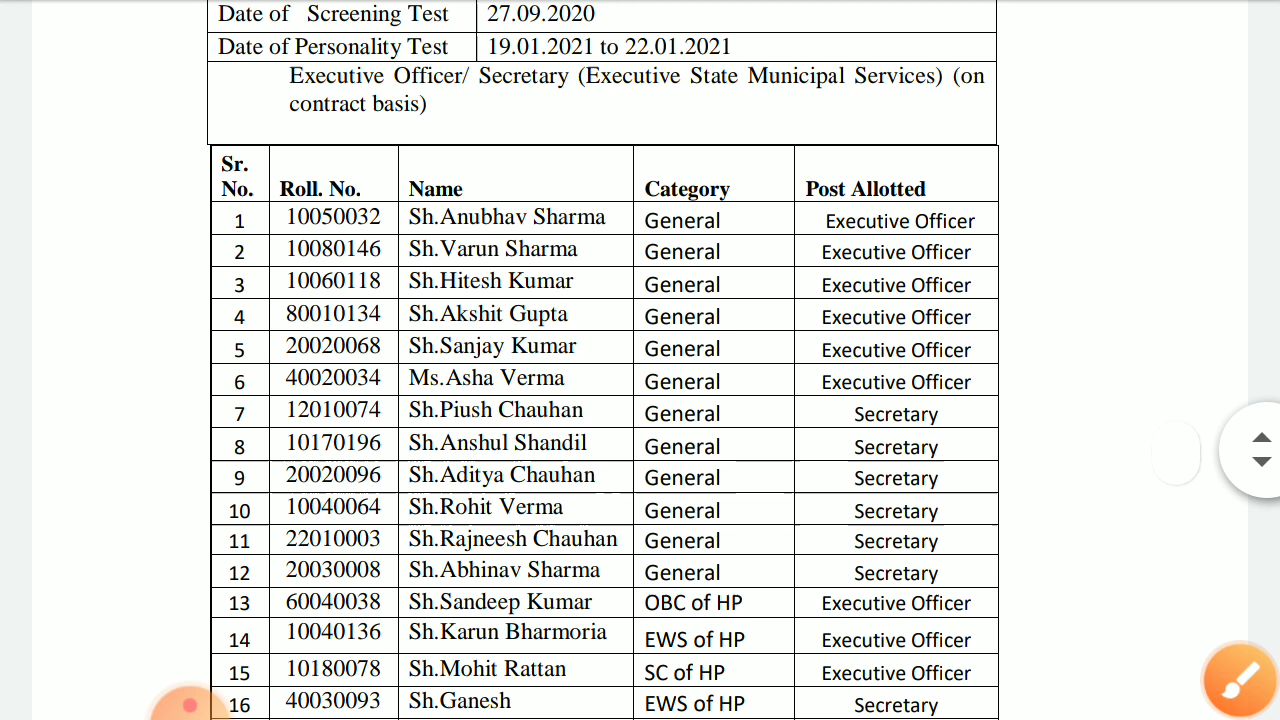 Date of Screening Test 27.09.2020
Date of Personality Test 19.01.2021 to 22.01.2021
Executive Officer/ Secretary (Executive State Municipal Services) (on
contract basis)
Sr.
No. Roll. No. Name Category Post Allotted
1 10050032 Sh.Anubhav Sharma General Executive Officer
2 10080146 Sh.Varun Sharma General Executive Officer
3 10060118 Sh.Hitesh Kumar General Executive Officer
4 80010134 Sh.Akshit Gupta General Executive Officer
5 20020068 Sh.Sanjay Kumar General Executive Officer
6 40020034 Ms.Asha Verma General Executive Officer
7 12010074 Sh.Piush Chauhan General Secretary
8 10170196 Sh.Anshul Shandil General Secretary
9 20020096 Sh.Aditya Chauhan General Secretary
10 10040064 Sh.Rohit Verma General Secretary
11 22010003 Sh.Rajneesh Chauhan General Secretary
12 20030008 Sh.Abhinav Sharma General Secretary
13 60040038 Sh.Sandeep Kumar OBC of HP Executive Officer
14 10040136 Sh.Karun Bharmoria EWS of HP Executive Officer
15 10180078 Sh.Mohit Rattan SC of HP Executive Officer
16 40030093 Sh.Ganesh EWS of HP Secretary